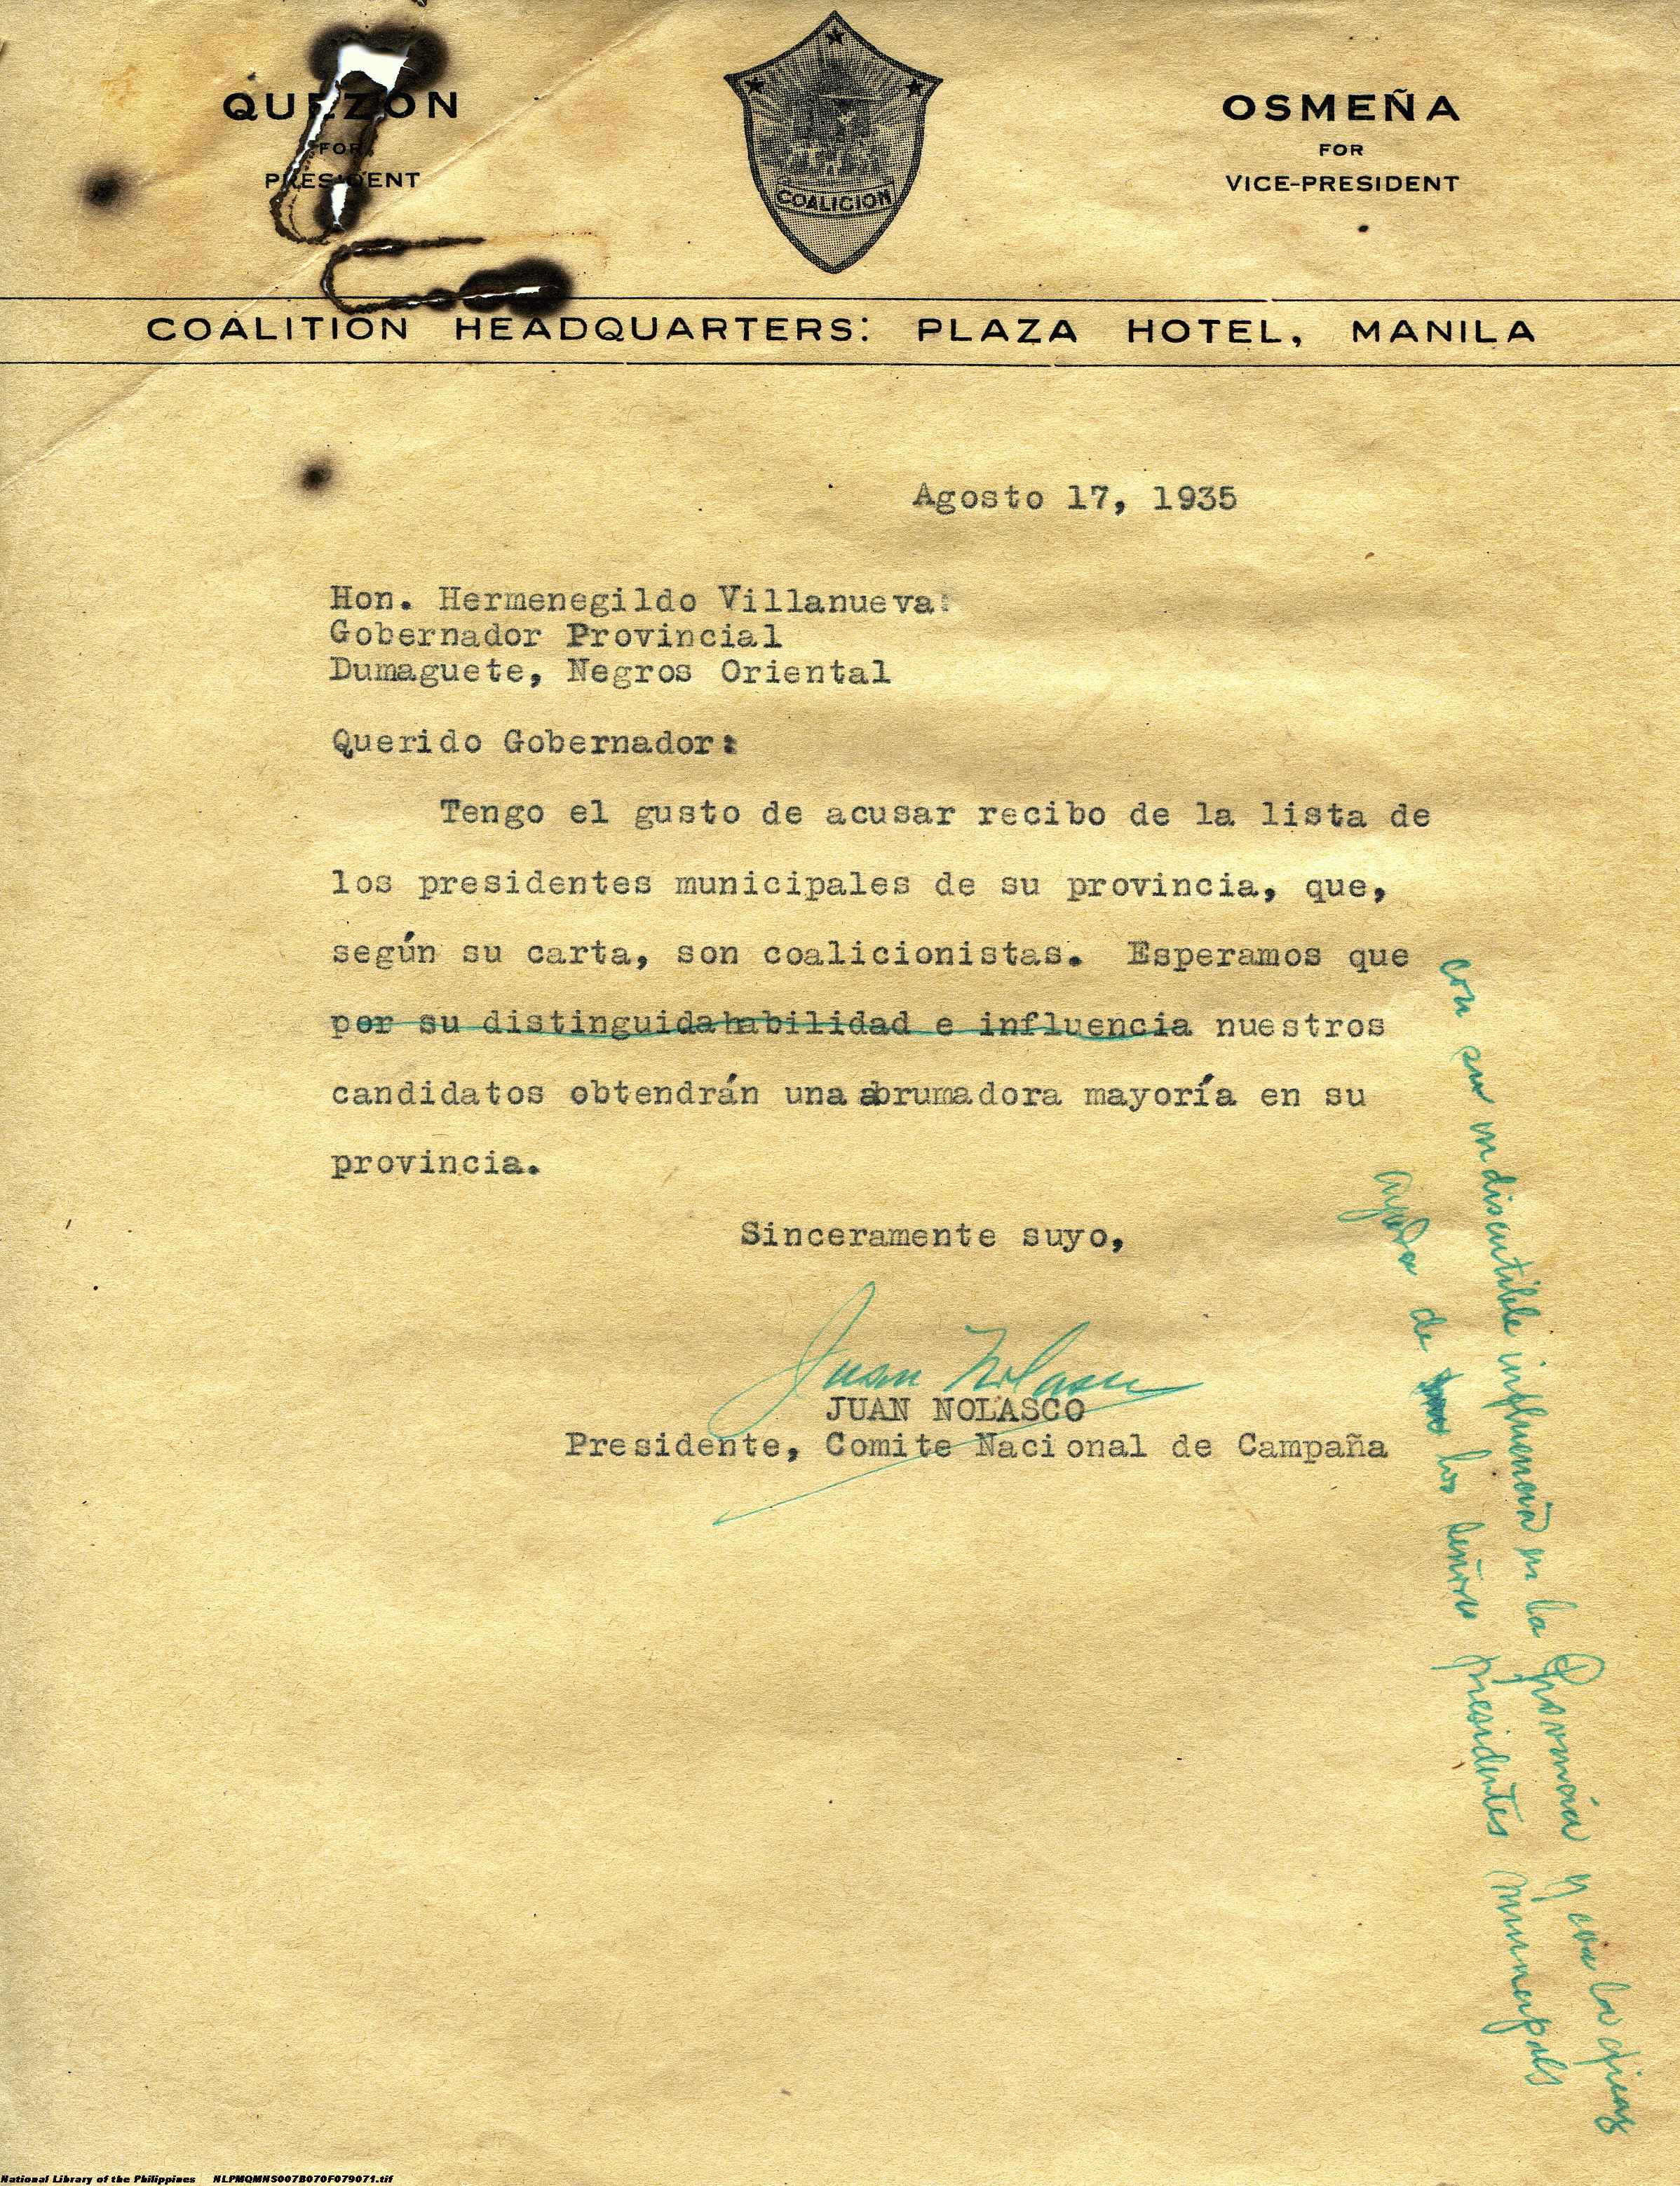 QUEZON
FOR
PRESIDENT
COALICION
OSMEÑA
FOR
VICE-PRESIDENT
COALITION HEADQUARTERS: PLAZA HOTEL, MANILA
Agosto 17, 1935
Hon. Hermenegildo Villanueva:
Gobernador Provincial
Dumaguete, Negros Oriental
Querido Gobernador:
Tengo el gusto de acusar recibo de la lista de
los presidentes municipales de su provincia, que,
según su carta, son coalicionistas. Esperamos que
por su distinguida habilidad e influencia nuestros
candidatos obtendrán una abrumadora mayoría en su
provincia.
Sinceramente suyo,
Juan Nolasco
JUAN NOLASCO
Presidente, Comite Nacional de Campaña
con su indiscutible influencia en la Provincia y con la eficaz
ayuda de los señores presidentes municipales
National Library of the Philippines NLPMQMNS007B070F079071.tif